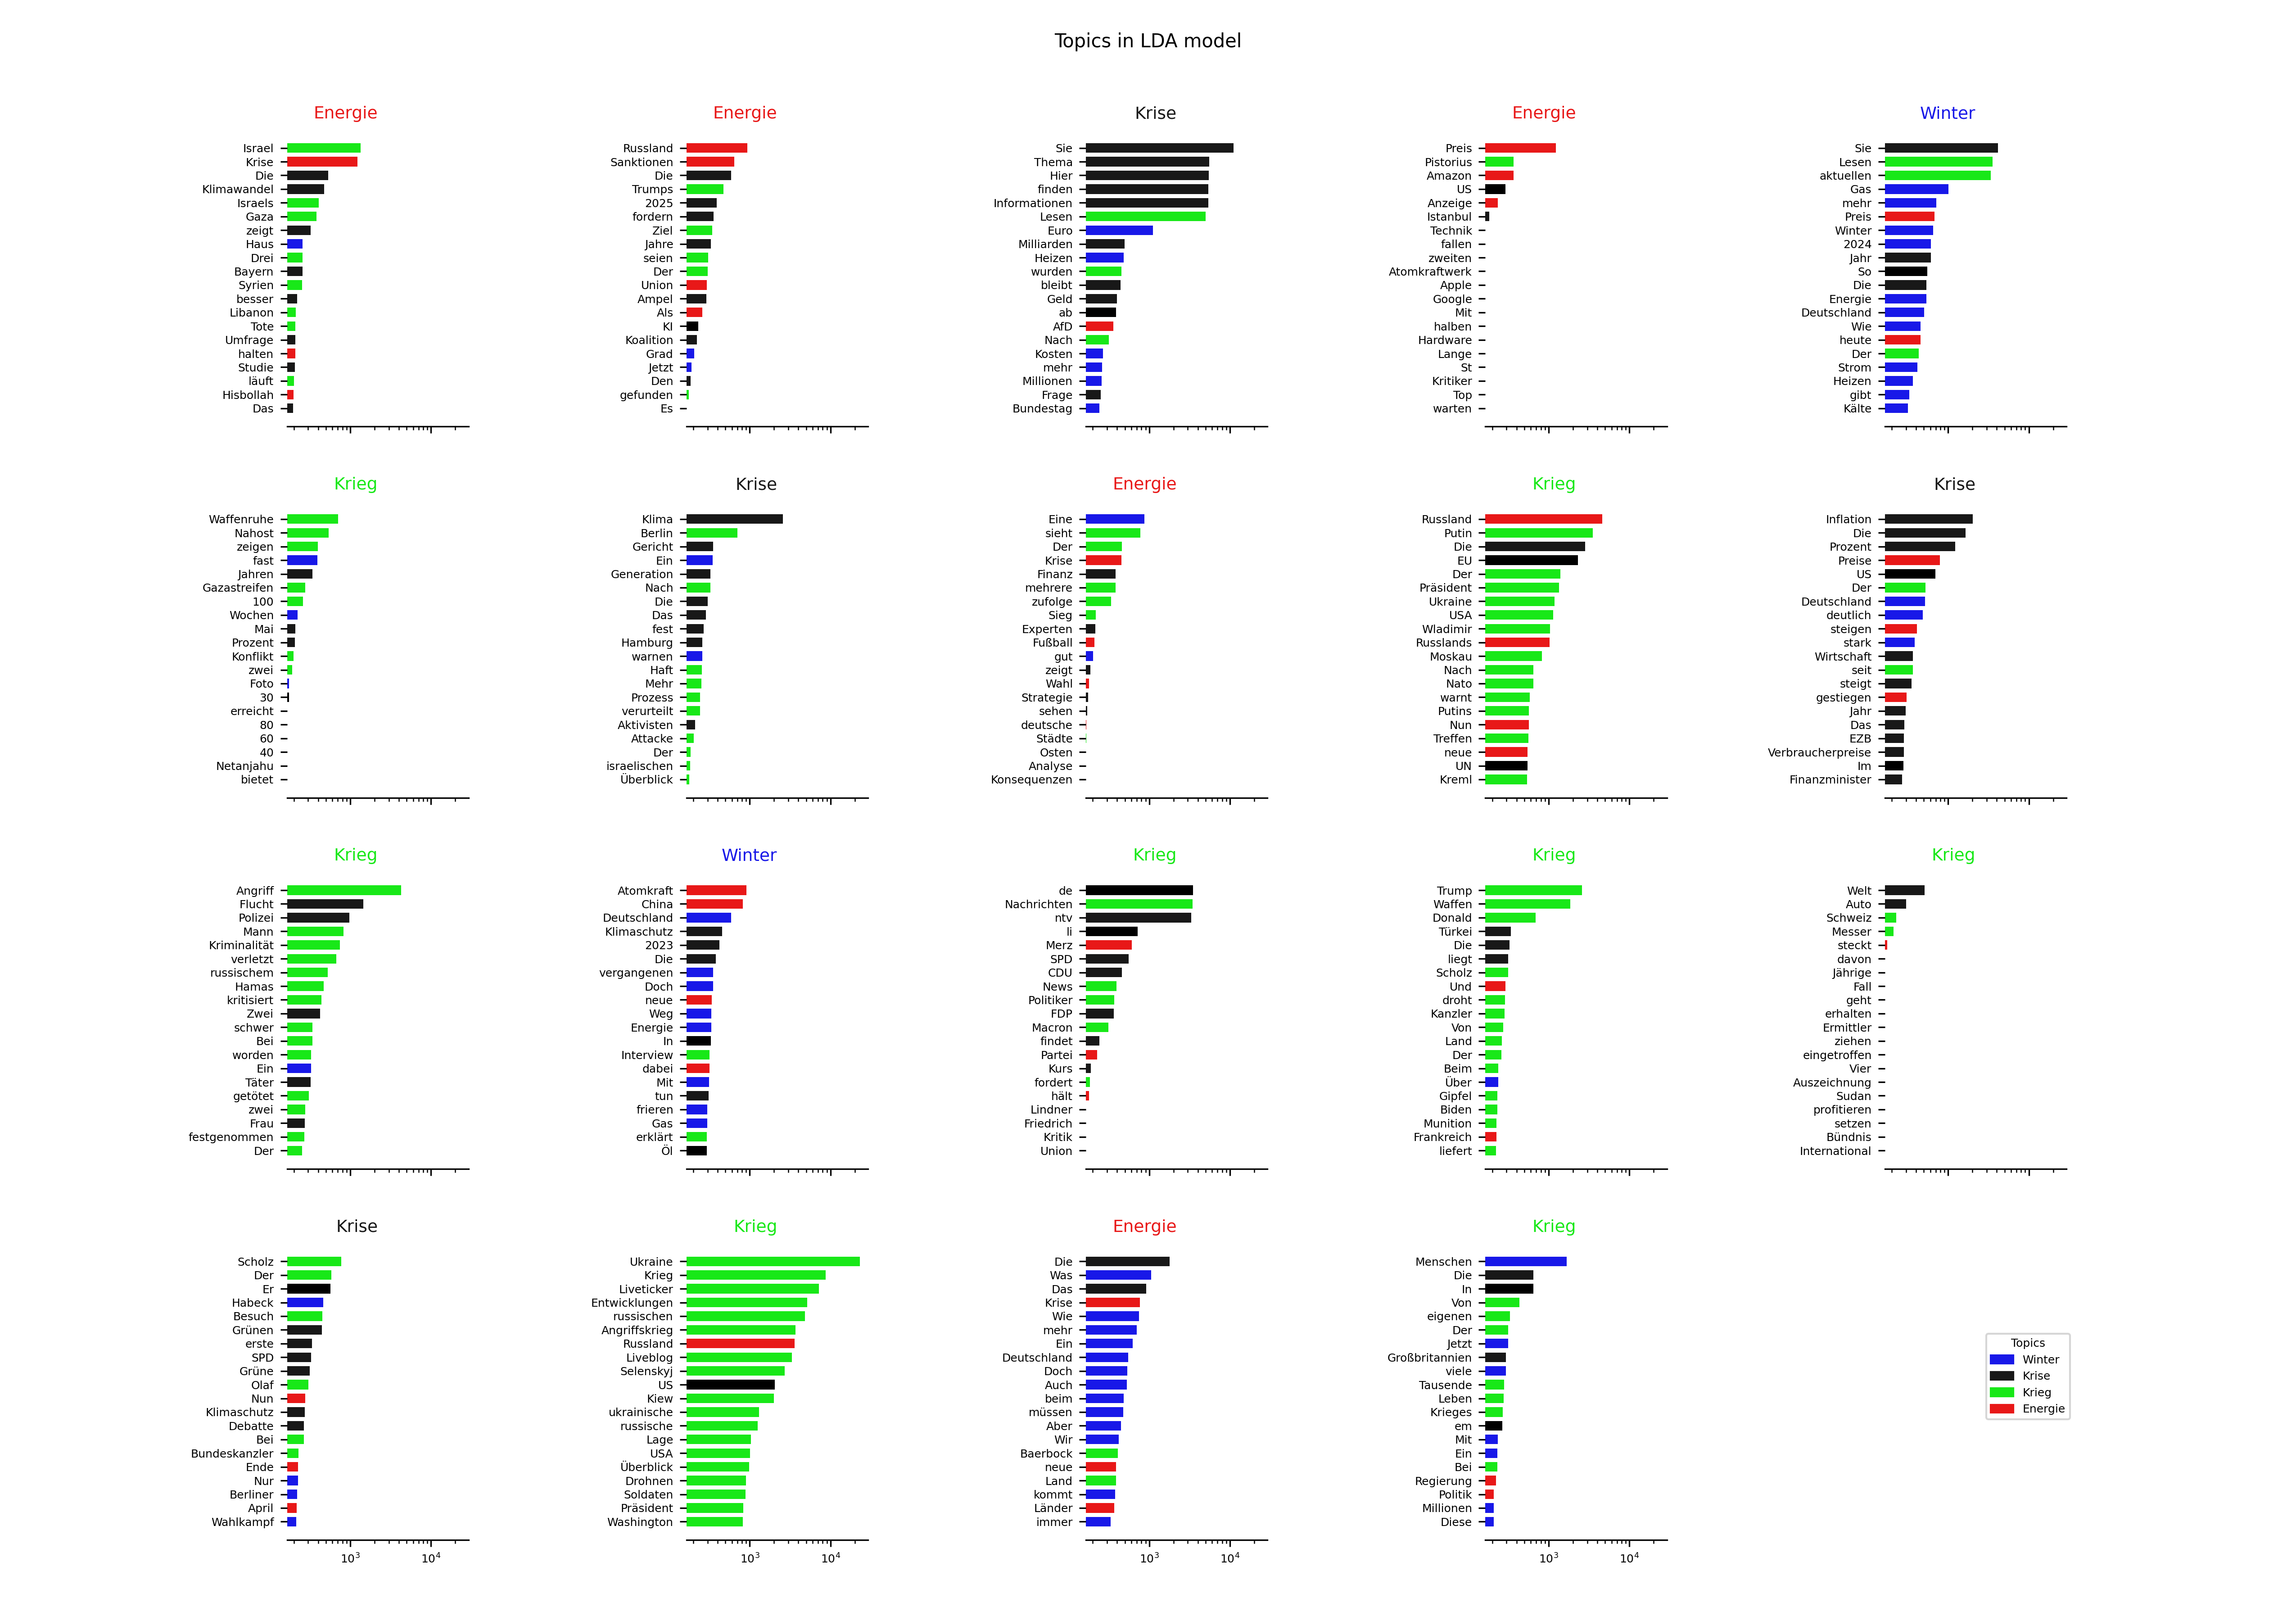 Topics in LDA model
Energie
Israel
Krise
Die
Klimawandel
Israels
Gaza
zeigt
Haus
Drei
Bayern
Syrien
besser
Libanon
Tote
Umfrage
halten
Studie
läuft
Hisbollah
Das
Energie
Russland
Sanktionen
Die
Trumps
2025
fordern
Ziel
Jahre
seien
Der
Union
Ampel
Als
KI
Koalition
Grad
Jetzt
Den
gefunden
Es
Krise
Sie
Thema
Hier
finden
Informationen
Lesen
Euro
Milliarden
Heizen
wurden
bleibt
Geld
ab
AfD
Nach
Kosten
mehr
Millionen
Frage
Bundestag
Energie
Preis
Pistorius
Amazon
US
Anzeige
Istanbul
Technik
fallen
zweiten
Atomkraftwerk
Apple
Google
Mit
halben
Hardware
Lange
St
Kritiker
Top
warten
Winter
Sie
Lesen
aktuellen
Gas
mehr
Preis
Winter
2024
Jahr
So
Die
Energie
Deutschland
Wie
heute
Der
Strom
Heizen
gibt
Kälte
Krieg
Waffenruhe
Nahost
zeigen
fast
Jahren
Gazastreifen
100
Wochen
Mai
Prozent
Konflikt
zwei
Foto
30
erreicht
80
60
40
Netanjahu
bietet
Krise
Klima
Berlin
Gericht
Ein
Generation
Nach
Die
Das
fest
Hamburg
warnen
Haft
Mehr
Prozess
verurteilt
Aktivisten
Attacke
Der
israelischen
Überblick
Energie
Eine
sieht
Der
Krise
Finanz
mehrere
zufolge
Sieg
Experten
Fußball
gut
zeigt
Wahl
Strategie
sehen
deutsche
Städte
Osten
Analyse
Konsequenzen
Krieg
Russland
Putin
Die
EU
Der
Präsident
Ukraine
USA
Wladimir
Russlands
Moskau
Nach
Nato
warnt
Putins
Nun
Treffen
neue
UN
Kreml
Krise
Inflation
Die
Prozent
Preise
US
Der
Deutschland
deutlich
steigen
stark
Wirtschaft
seit
steigt
gestiegen
Jahr
Das
EZB
Verbraucherpreise
Im
Finanzminister
Krieg
Angriff
Flucht
Polizei
Mann
Kriminalität
verletzt
russischem
Hamas
kritisiert
Zwei
schwer
Bei
worden
Ein
Täter
getötet
zwei
Frau
festgenommen
Der
Winter
Atomkraft
China
Deutschland
Klimaschutz
2023
Die
vergangenen
Doch
neue
Weg
Energie
In
Interview
dabei
Mit
tun
frieren
Gas
erklärt
Öl
Krieg
de
Nachrichten
ntv
li
Merz
SPD
CDU
News
Politiker
FDP
Macron
findet
Partei
Kurs
fordert
hält
Lindner
Friedrich
Kritik
Union
Krieg
Trump
Waffen
Donald
Türkei
Die
liegt
Scholz
Und
droht
Kanzler
Von
Land
Der
Beim
Über
Gipfel
Biden
Munition
Frankreich
liefert
Krieg
Welt
Auto
Schweiz
Messer
steckt
davon
Jährige
Fall
geht
erhalten
Ermittler
ziehen
eingetroffen
Vier
Auszeichnung
Sudan
profitieren
setzen
Bündnis
International
Krise
Scholz
Der
Er
Habeck
Besuch
Grünen
erste
SPD
Grüne
Olaf
Nun
Klimaschutz
Debatte
Bei
Bundeskanzler
Ende
Nur
Berliner
April
Wahlkampf
10³ 10⁴
Krieg
Ukraine
Krieg
Liveticker
Entwicklungen
russischen
Angriffskrieg
Russland
Liveblog
Selenskyj
US
Kiew
ukrainische
russische
Lage
USA
Überblick
Drohnen
Soldaten
Präsident
Washington
10³ 10⁴
Energie
Die
Was
Das
Krise
Wie
mehr
Ein
Deutschland
Doch
Auch
beim
müssen
Aber
Wir
Baerbock
neue
Land
kommt
Länder
immer
10³ 10⁴
Krieg
Menschen
Die
In
Von
eigenen
Der
Jetzt
Großbritannien
viele
Tausende
Leben
Krieges
em
Mit
Ein
Bei
Regierung
Politik
Millionen
Diese
10³ 10⁴
Topics
Winter
Krise
Krieg
Energie